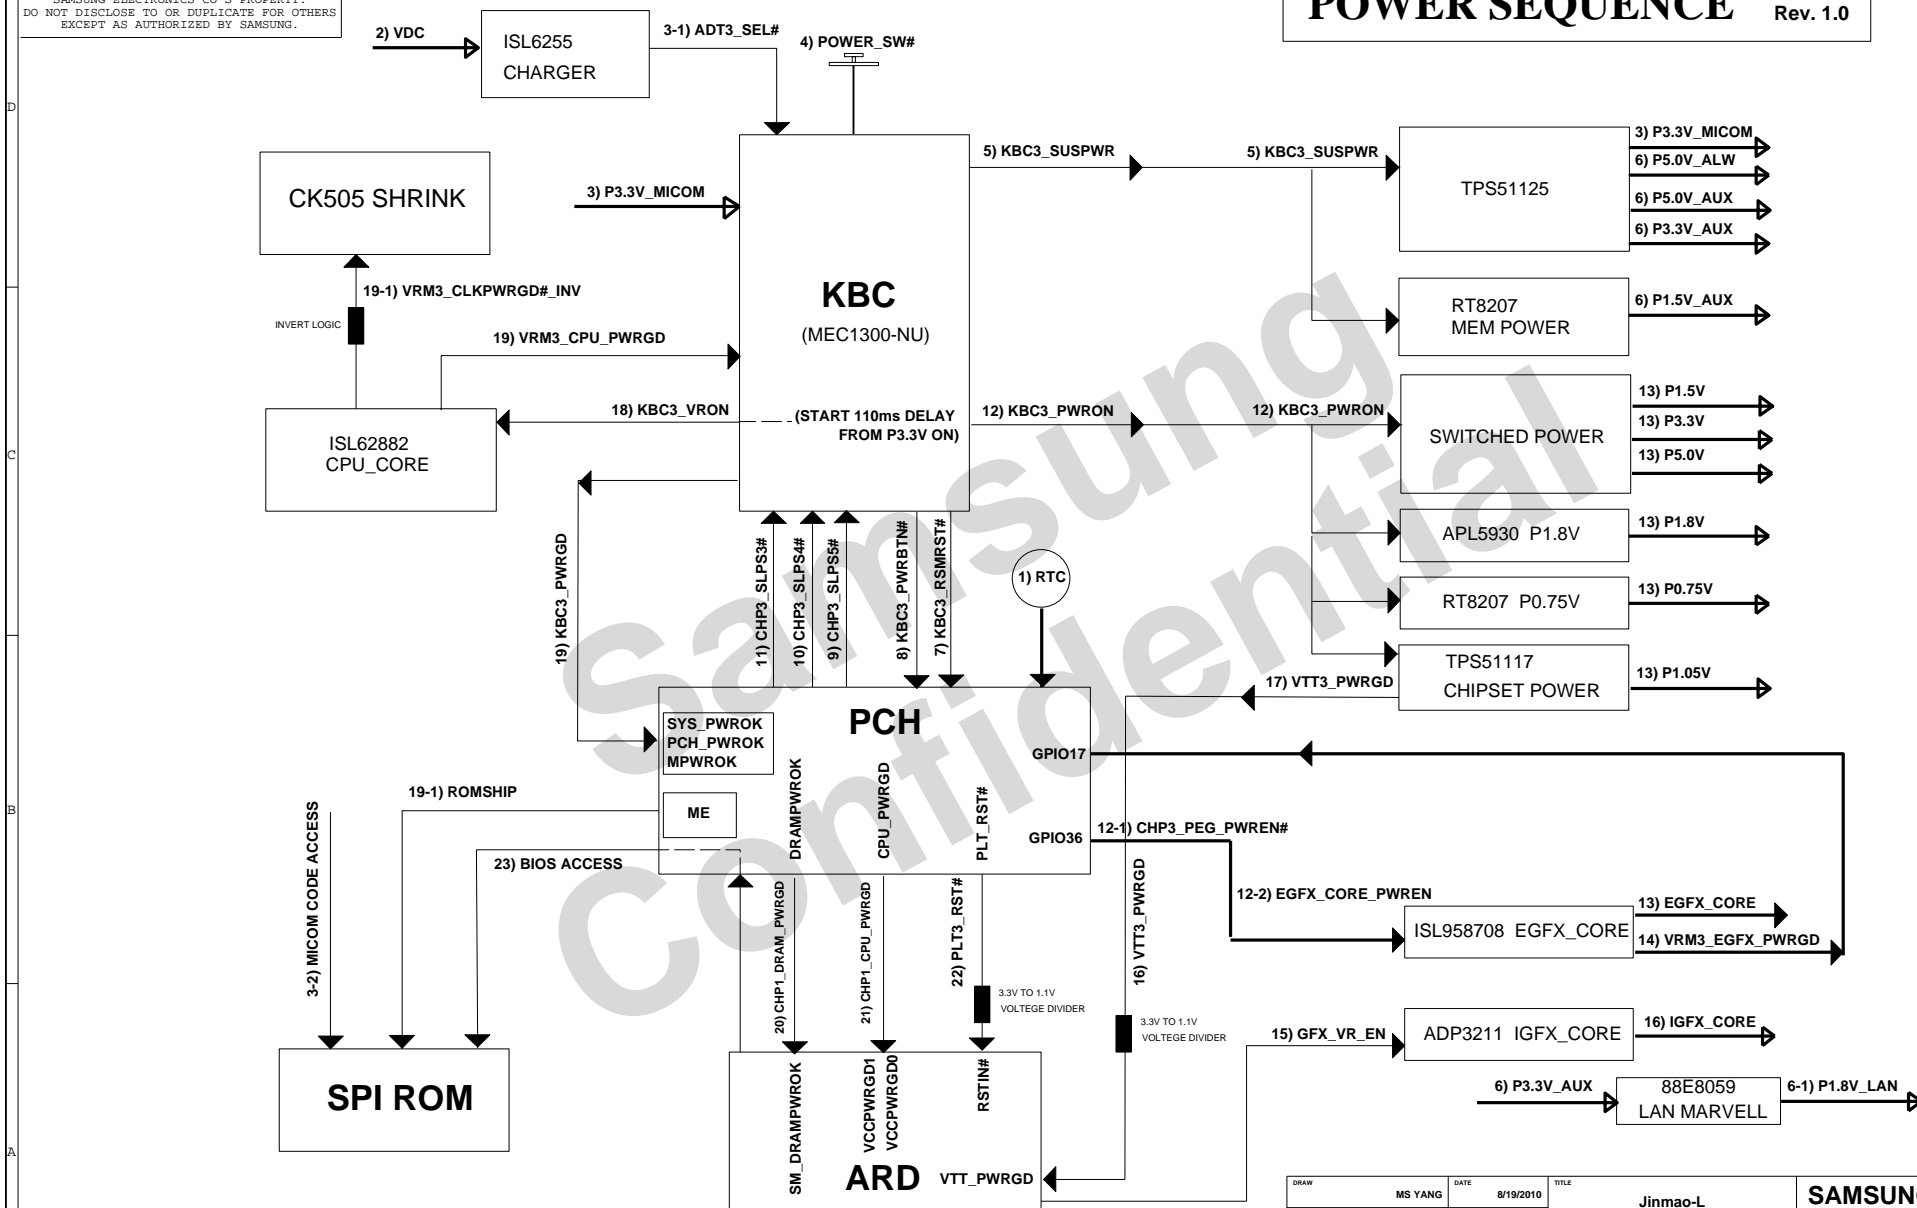 SAMSUNG ELECTRONICS CO'S PROPERTY.
DO NOT DISCLOSE TO OR DUPLICATE FOR OTHERS
EXCEPT AS AUTHORIZED BY SAMSUNG.
POWER SEQUENCE Rev. 1.0
2) VDC
ISL6255
CHARGER
3-1) ADT3_SEL#
4) POWER_SW#
D
CK505 SHRINK
3) P3.3V_MICOM
5) KBC3_SUSPWR
5) KBC3_SUSPWR
TPS51125
3) P3.3V_MICOM
6) P5.0V_ALW
6) P5.0V_AUX
6) P3.3V_AUX
19-1) VRM3_CLKPWRGD#_INV
INVERT LOGIC
KBC
(MEC1300-NU)
RT8207
MEM POWER
6) P1.5V_AUX
19) VRM3_CPU_PWRGD
18) KBC3_VRON
(START 110ms DELAY
FROM P3.3V ON)
12) KBC3_PWRON
12) KBC3_PWRON
SWITCHED POWER
13) P1.5V
13) P3.3V
13) P5.0V
C
ISL62882
CPU_CORE
APL5930 P1.8V
13) P1.8V
RT8207 P0.75V
13) P0.75V
TPS51117
CHIPSET POWER
13) P1.05V
19) KBC3_PWRGD
11) CHP3_SLPS3#
10) CHP3_SLPS4#
9) CHP3_SLPS5#
8) KBC3_PWRBTN#
7) KBC3_RSMRST#
1) RTC
17) VTT3_PWRGD
PCH
SYS_PWROK
PCH_PWROK
MPWROK
GPIO17
B
19-1) ROMSHIP
ME
DRAMPWROK
CPU_PWRGD
PLT_RST#
GPIO36
12-1) CHP3_PEG_PWREN#
3-2) MICOM CODE ACCESS
23) BIOS ACCESS
12-2) EGFX_CORE_PWREN
ISL958708 EGFX_CORE
13) EGFX_CORE
14) VRM3_EGFX_PWRGD
20) CHP1_DRAM_PWRGD
21) CHP1_CPU_PWRGD
22) PLT3_RST#
16) VTT3_PWRGD
3.3V TO 1.1V
VOLTEGE DIVIDER
3.3V TO 1.1V
VOLTEGE DIVIDER
15) GFX_VR_EN
ADP3211 IGFX_CORE
16) IGFX_CORE
SPI ROM
SM_DRAMPWROK
VCCPWRGD1
VCCPWRGD0
RSTIN#
6) P3.3V_AUX
88E8059
LAN MARVELL
6-1) P1.8V_LAN
A
ARD
VTT_PWRGD
DRAW
MS YANG
DATE
8/19/2010
TITLE
Jinmao-L
SAMSUN
Samsung
Confidential